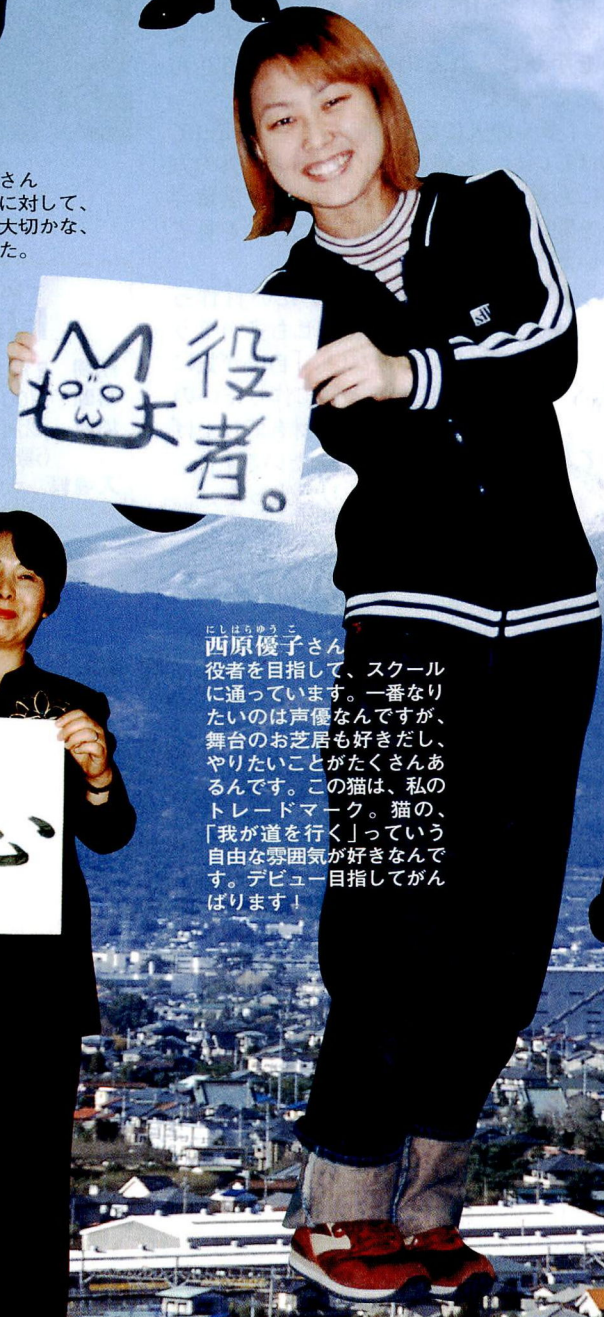 さん
に対して、
大切かな、
た。
役
者。
にしはらゆうこ
西原優子さん
役者を目指して、スクール
に通っています。一番なり
たいのは声優なんですが、
舞台のお芝居も好きだし、
やりたいことがたくさんあ
るんです。この猫は、私の
トレードマーク。猫の、
「我が道を行く」っていう
自由な雰囲気が好きなんで
す。デビュー目指してがん
ばります！